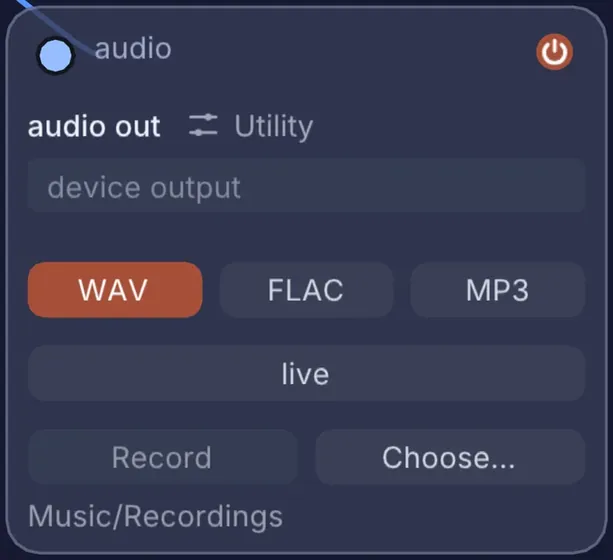 audio
audio out Utility
device output
WAV FLAC MP3
live
Record Choose...
Music/Recordings